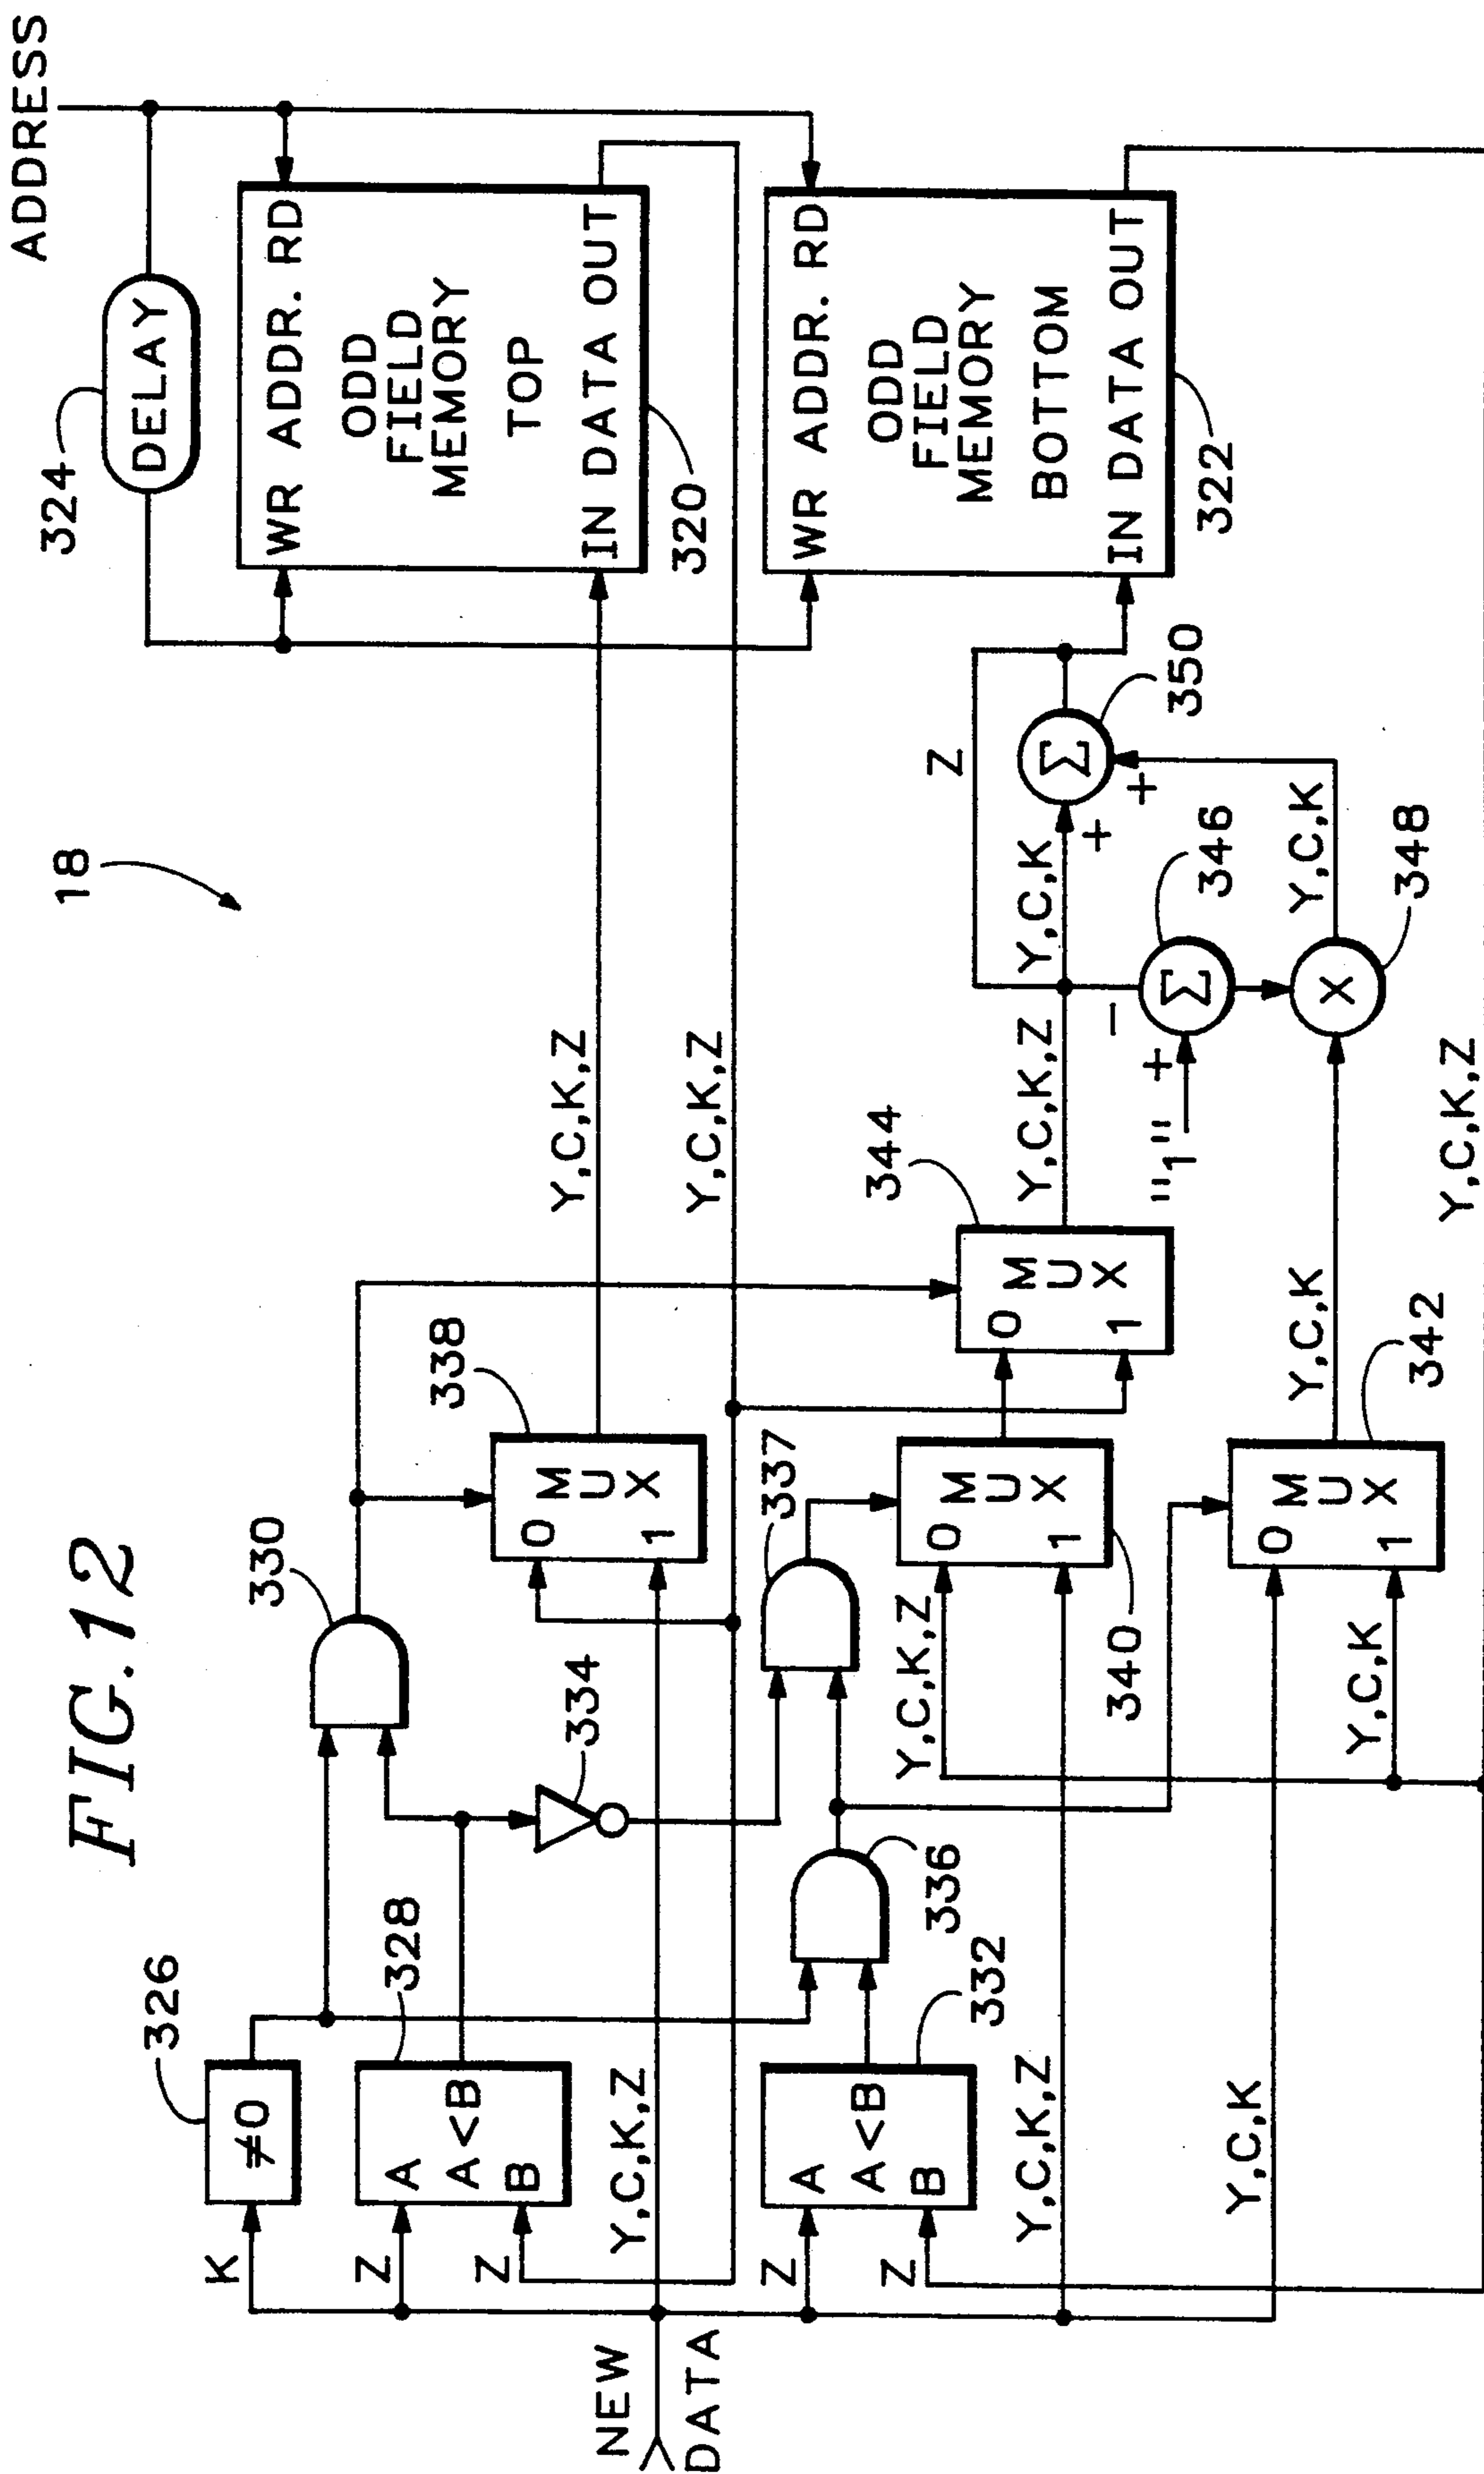 FIG.12
18
ADDRESS
324
DELAY
WR ADDR. RD
ODD
FIELD
MEMORY
TOP
IN DATA OUT
320
WR ADDR. RD
ODD
FIELD
MEMORY
BOTTOM
IN DATA OUT
322
326
≠0
K
328
A
A<B
B
Z
Z
330
334
338
0
1
MUX
Y,C,K,Z
Y,C,K,Z
NEW
DATA
Y,C,K,Z
332
A
A<B
B
Z
Z
336
337
340
0
1
MUX
Y,C,K,Z
Y,C,K,Z
344
0
1
MUX
Y,C,K,Z
Y,C,K
Z
+
+
Σ
350
"1"
+
−
Σ
346
X
348
Y,C,K
Y,C,K
342
0
1
MUX
Y,C,K
Y,C,K
Y,C,K,Z